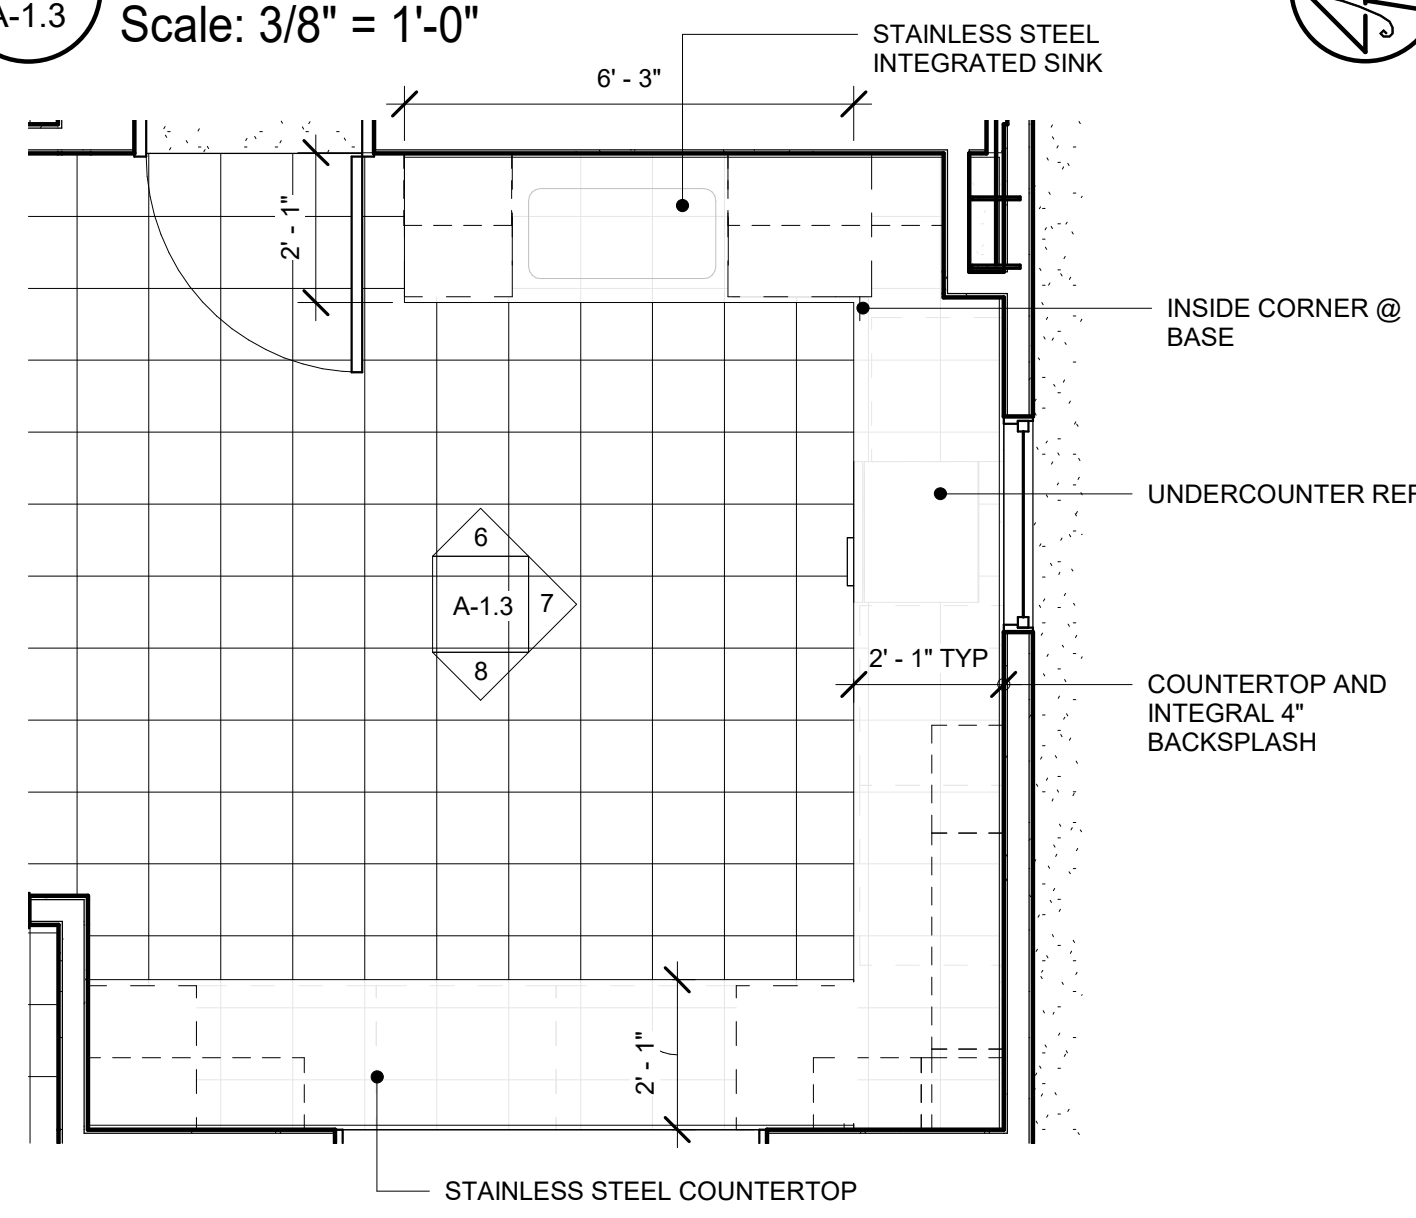 A-1.3
Scale: 3/8" = 1'-0"
STAINLESS STEEL
INTEGRATED SINK
6' - 3"
2' - 1"
INSIDE CORNER @
BASE
UNDERCOUNTER REF
6
A-1.3
7
8
2' - 1" TYP
COUNTERTOP AND
INTEGRAL 4"
BACKSPLASH
2' - 1"
STAINLESS STEEL COUNTERTOP